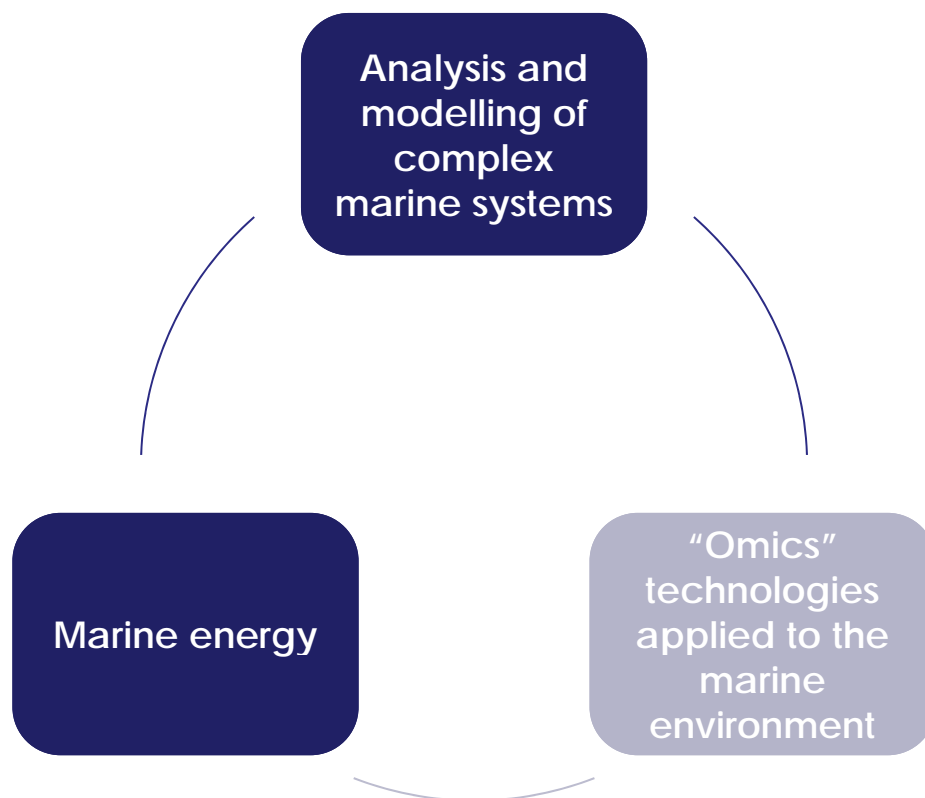 Analysis and
modelling of
complex
marine systems
Marine energy
“Omics”
technologies
applied to the
marine
environment